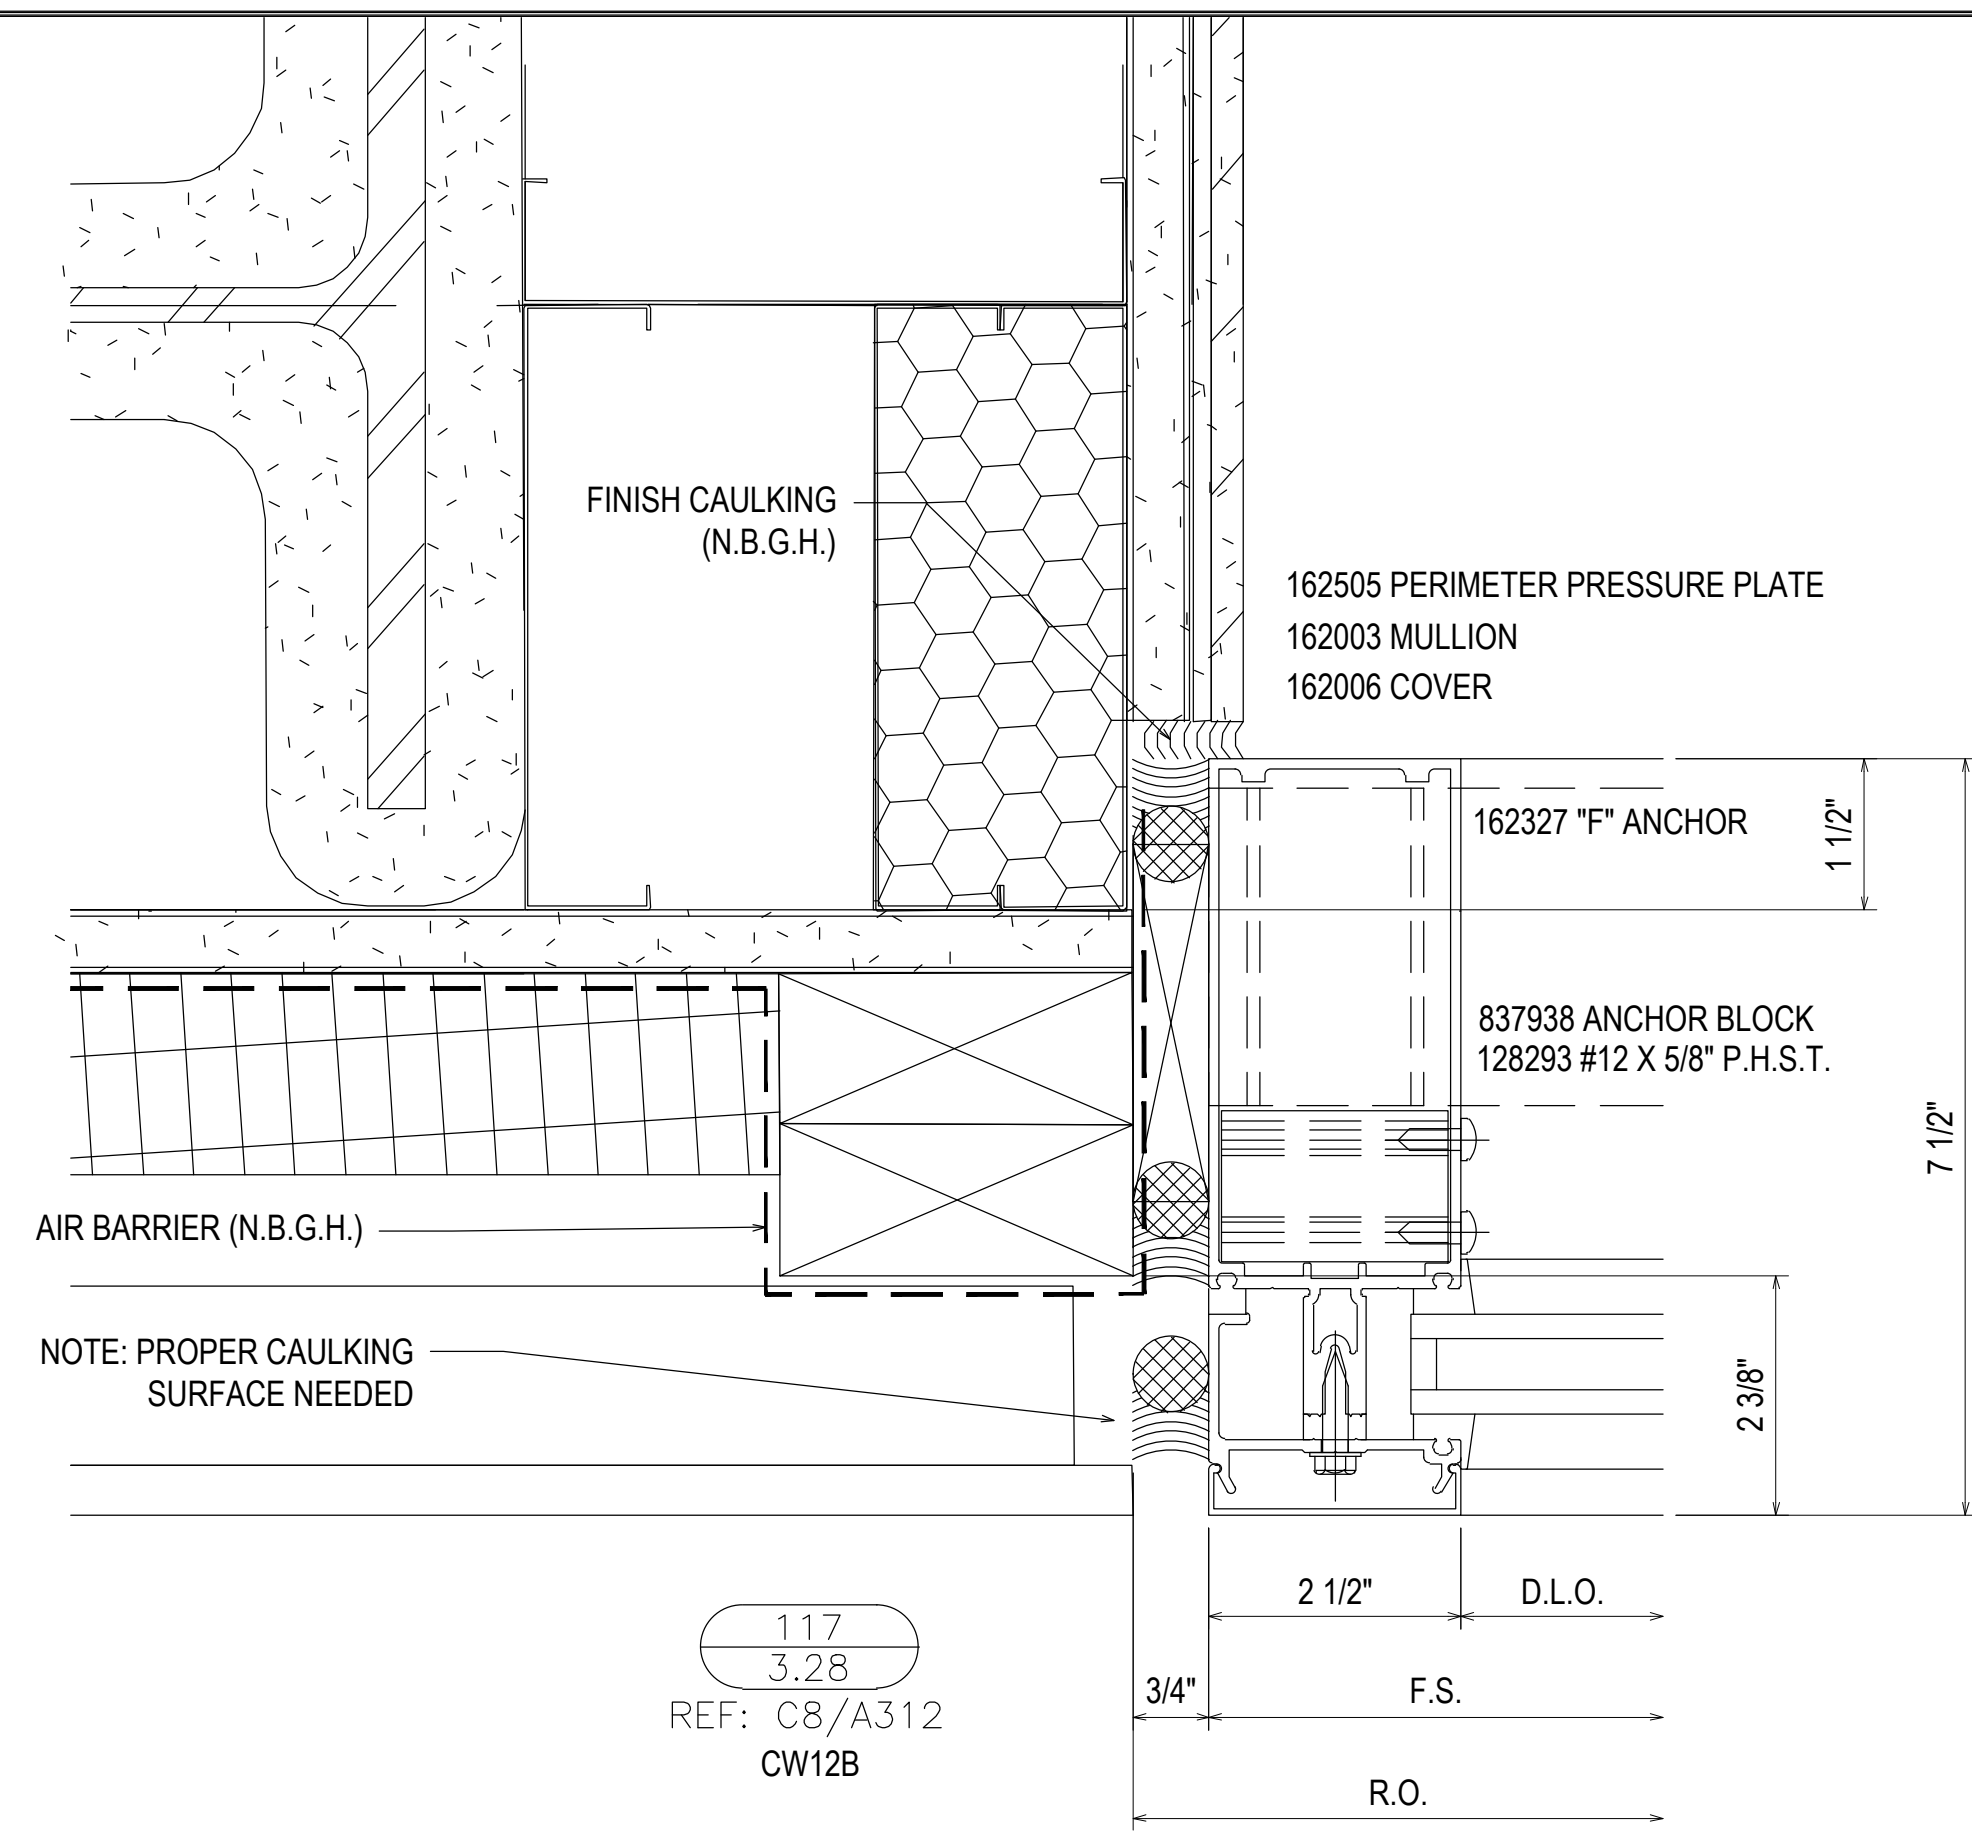 FINISH CAULKING
(N.B.G.H.)
162505 PERIMETER PRESSURE PLATE
162003 MULLION
162006 COVER
162327 "F" ANCHOR
1 1/2"
837938 ANCHOR BLOCK
128293 #12 X 5/8" P.H.S.T.
7 1/2"
AIR BARRIER (N.B.G.H.)
NOTE: PROPER CAULKING
SURFACE NEEDED
2 3/8"
2 1/2"
D.L.O.
117
3.28
REF: C8/A312
CW12B
3/4"
F.S.
R.O.